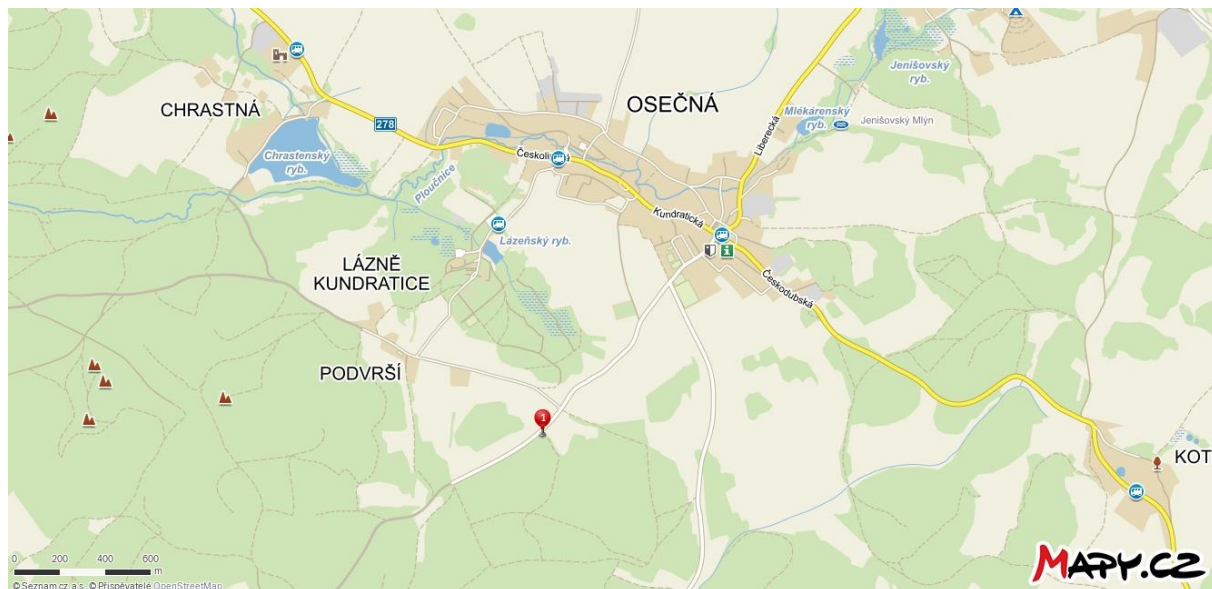 CHRASTNÁ
278
OSEČNÁ
Jenišovský
ryb.
Mlékárenský
ryb.
Jenišovský Mlýn
Liberecká
Chrastenský
ryb.
Ploučnice
Kundratická
Lázeňský ryb.
LÁZNĚ
KUNDRATICE
Českodubská
PODVRŠÍ
1
KOT
0 200 400 600
m
© Seznam.cz, a.s. © Přispěvatelé OpenStreetMap
MAPY.CZ